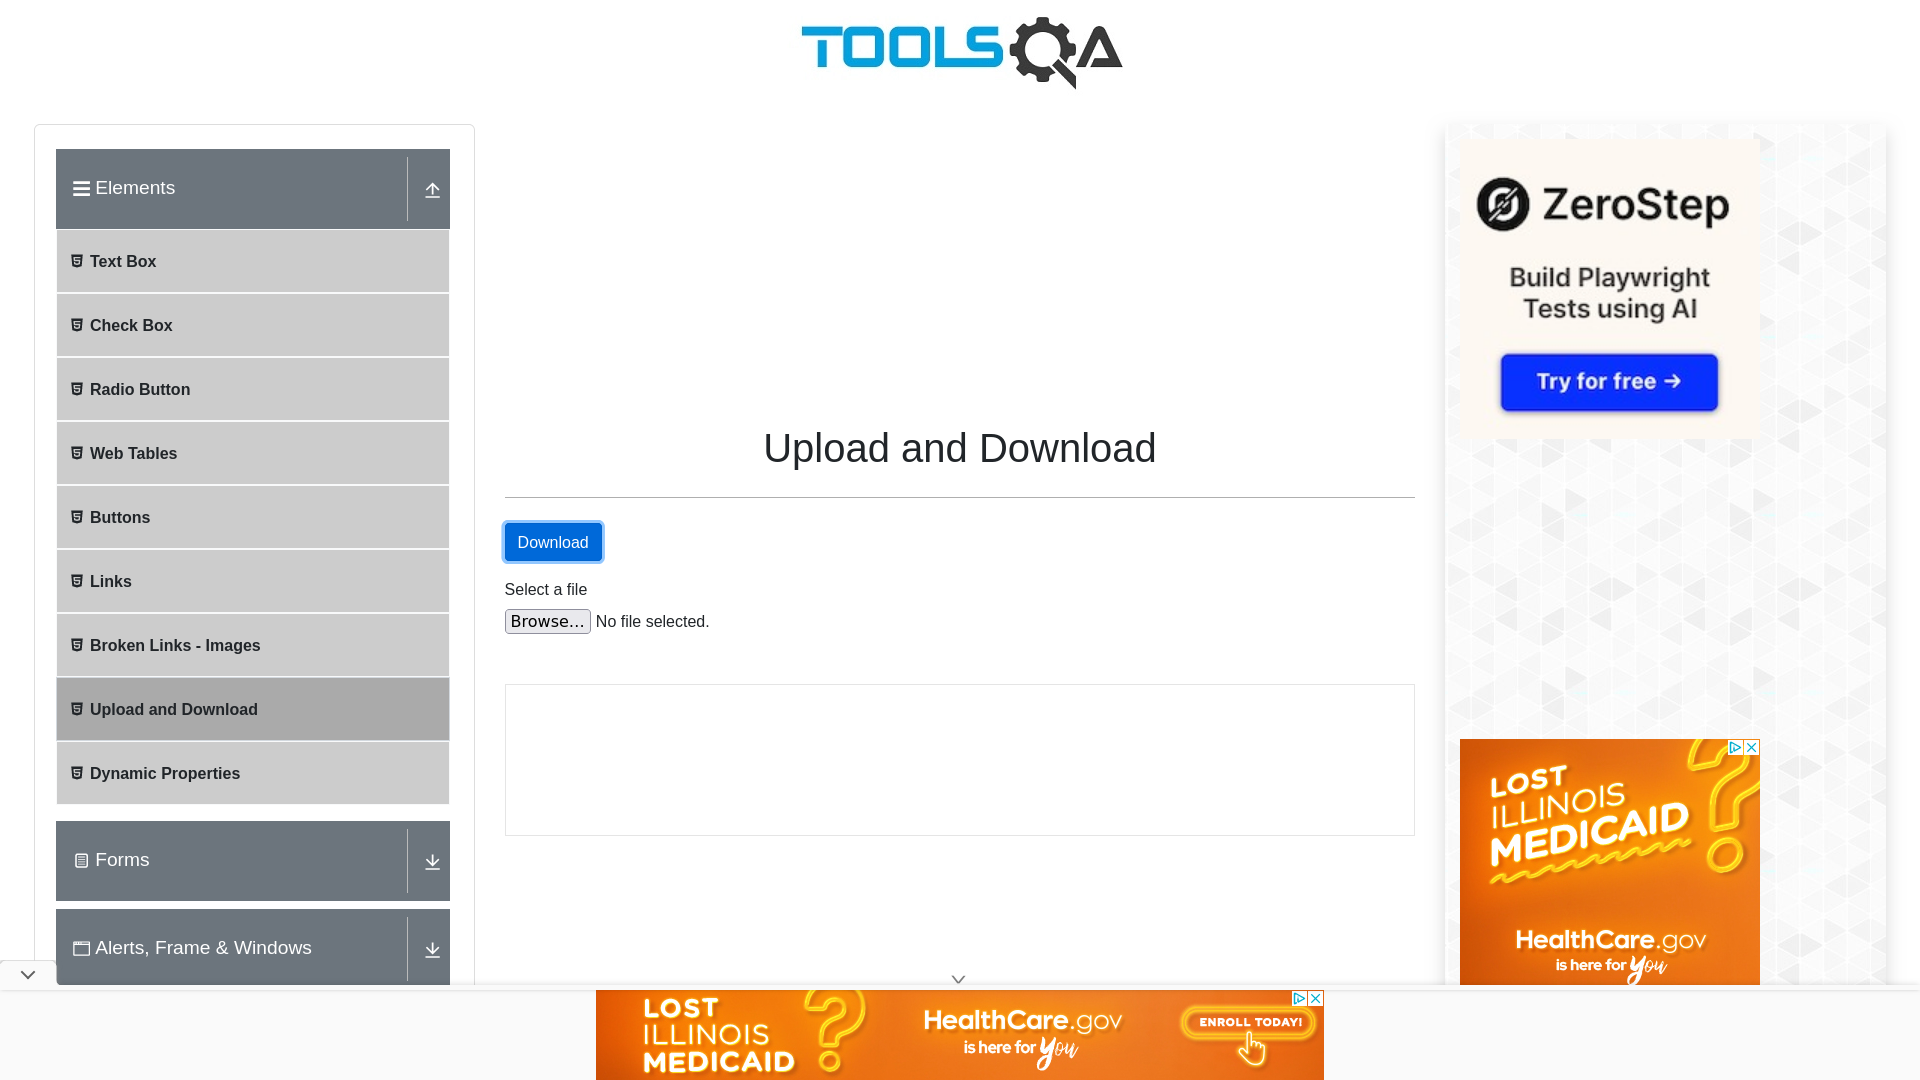 TOOLSQA
Elements
Text Box
Check Box
Radio Button
Web Tables
Buttons
Links
Broken Links - Images
Upload and Download
Dynamic Properties
Forms
Alerts, Frame & Windows
Upload and Download
Download
Select a file
Browse... No file selected.
ZeroStep
Build Playwright
Tests using AI
Try for free →
LOST
ILLINOIS
MEDICAID
?
HealthCare.gov
is here for You
LOST
ILLINOIS
MEDICAID
?
HealthCare.gov
is here for You
ENROLL TODAY!